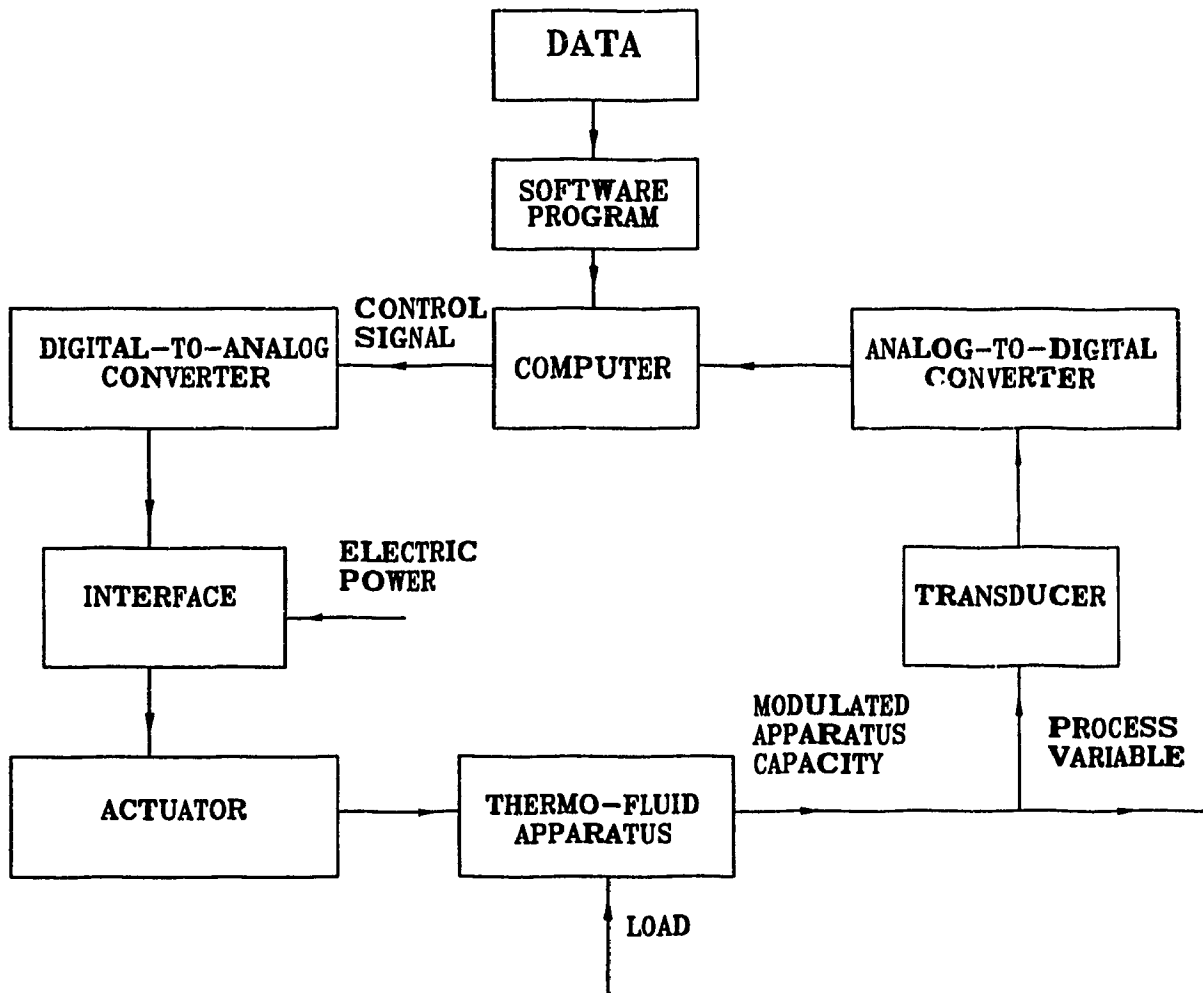 DATA
SOFTWARE
PROGRAM
CONTROL
SIGNAL
DIGITAL-TO-ANALOG
CONVERTER
COMPUTER
ANALOG-TO-DIGITAL
CONVERTER
ELECTRIC
POWER
INTERFACE
TRANSDUCER
MODULATED
APPARATUS
CAPACITY
PROCESS
VARIABLE
ACTUATOR
THERMO-FLUID
APPARATUS
LOAD